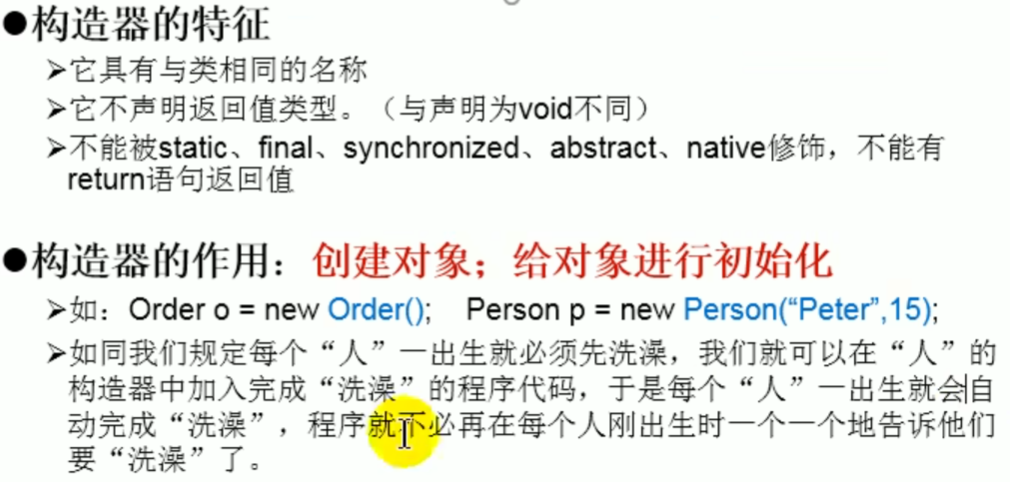 ●构造器的特征
➢它具有与类相同的名称
➢它不声明返回值类型。（与声明为void不同）
➢不能被static、final、synchronized、abstract、native修饰，不能有
return语句返回值
●构造器的作用：创建对象；给对象进行初始化
➢如：Order o = new Order(); Person p = new Person(“Peter”,15);
➢如同我们规定每个“人”一出生就必须先洗澡，我们就可以在“人”的
构造器中加入完成“洗澡”的程序代码，于是每个“人”一出生就会自
动完成“洗澡”，程序就不必再在每个人刚出生时一个一个地告诉他们
要“洗澡”了。